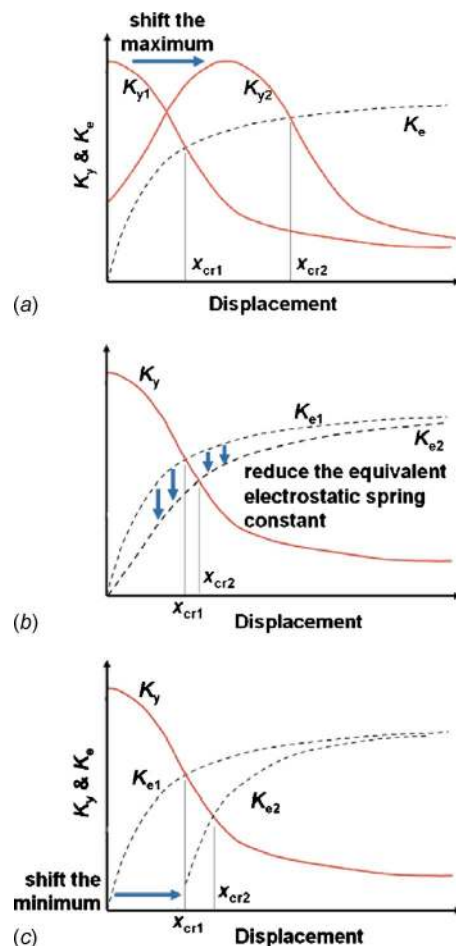 shift the
maximum
Ky1
Ky2
Ke
Ky & Ke
xcr1
xcr2
(a)
Displacement
Ky
Ke1
Ke2
reduce the equivalent
electrostatic spring
constant
xcr2
xcr1
(b)
Displacement
Ky
Ky & Ke
Ke1
Ke2
shift the
minimum
xcr2
xcr1
(c)
Displacement